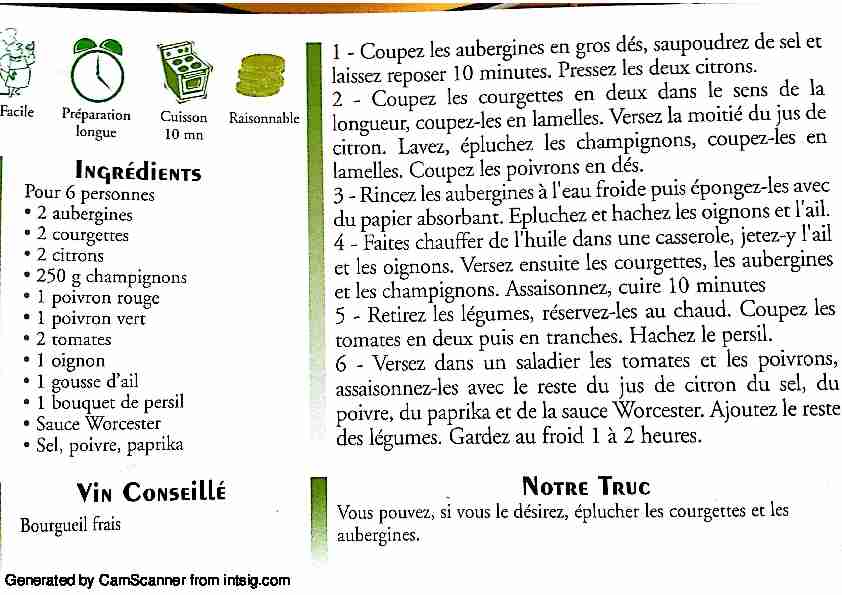 Facile
Préparation
longue
Cuisson
10 mn
Raisonnable
INGRÉDIENTS
Pour 6 personnes
• 2 aubergines
• 2 courgettes
• 2 citrons
• 250 g champignons
• 1 poivron rouge
• 1 poivron vert
• 2 tomates
• 1 oignon
• 1 gousse d'ail
• 1 bouquet de persil
• Sauce Worcester
• Sel, poivre, paprika
VIN CONSEILLÉ
Bourgueil frais
1 - Coupez les aubergines en gros dés, saupoudrez de sel et
laissez reposer 10 minutes. Pressez les deux citrons.
2 - Coupez les courgettes en deux dans le sens de la
longueur, coupez-les en lamelles. Versez la moitié du jus de
citron. Lavez, épluchez les champignons, coupez-les en
lamelles. Coupez les poivrons en dés.
3 - Rincez les aubergines à l'eau froide puis épongez-les avec
du papier absorbant. Epluchez et hachez les oignons et l'ail.
4 - Faites chauffer de l'huile dans une casserole, jetez-y l'ail
et les oignons. Versez ensuite les courgettes, les aubergines
et les champignons. Assaisonnez, cuire 10 minutes
5 - Retirez les légumes, réservez-les au chaud. Coupez les
tomates en deux puis en tranches. Hachez le persil.
6 - Versez dans un saladier les tomates et les poivrons,
assaisonnez-les avec le reste du jus de citron du sel, du
poivre, du paprika et de la sauce Worcester. Ajoutez le reste
des légumes. Gardez au froid 1 à 2 heures.
NOTRE TRUC
Vous pouvez, si vous le désirez, éplucher les courgettes et les
aubergines.
Generated by CamScanner from intsig.com